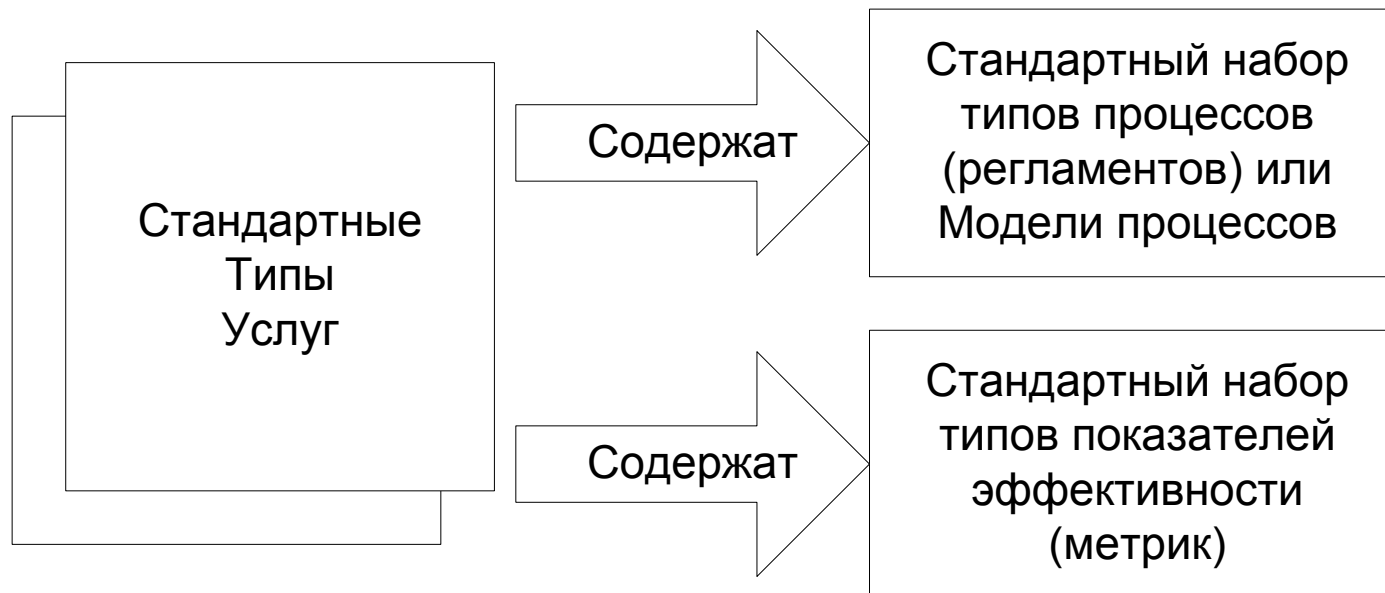 Стандартные
Типы
Услуг
Содержат
Стандартный набор
типов процессов
(регламентов) или
Модели процессов
Содержат
Стандартный набор
типов показателей
эффективности
(метрик)